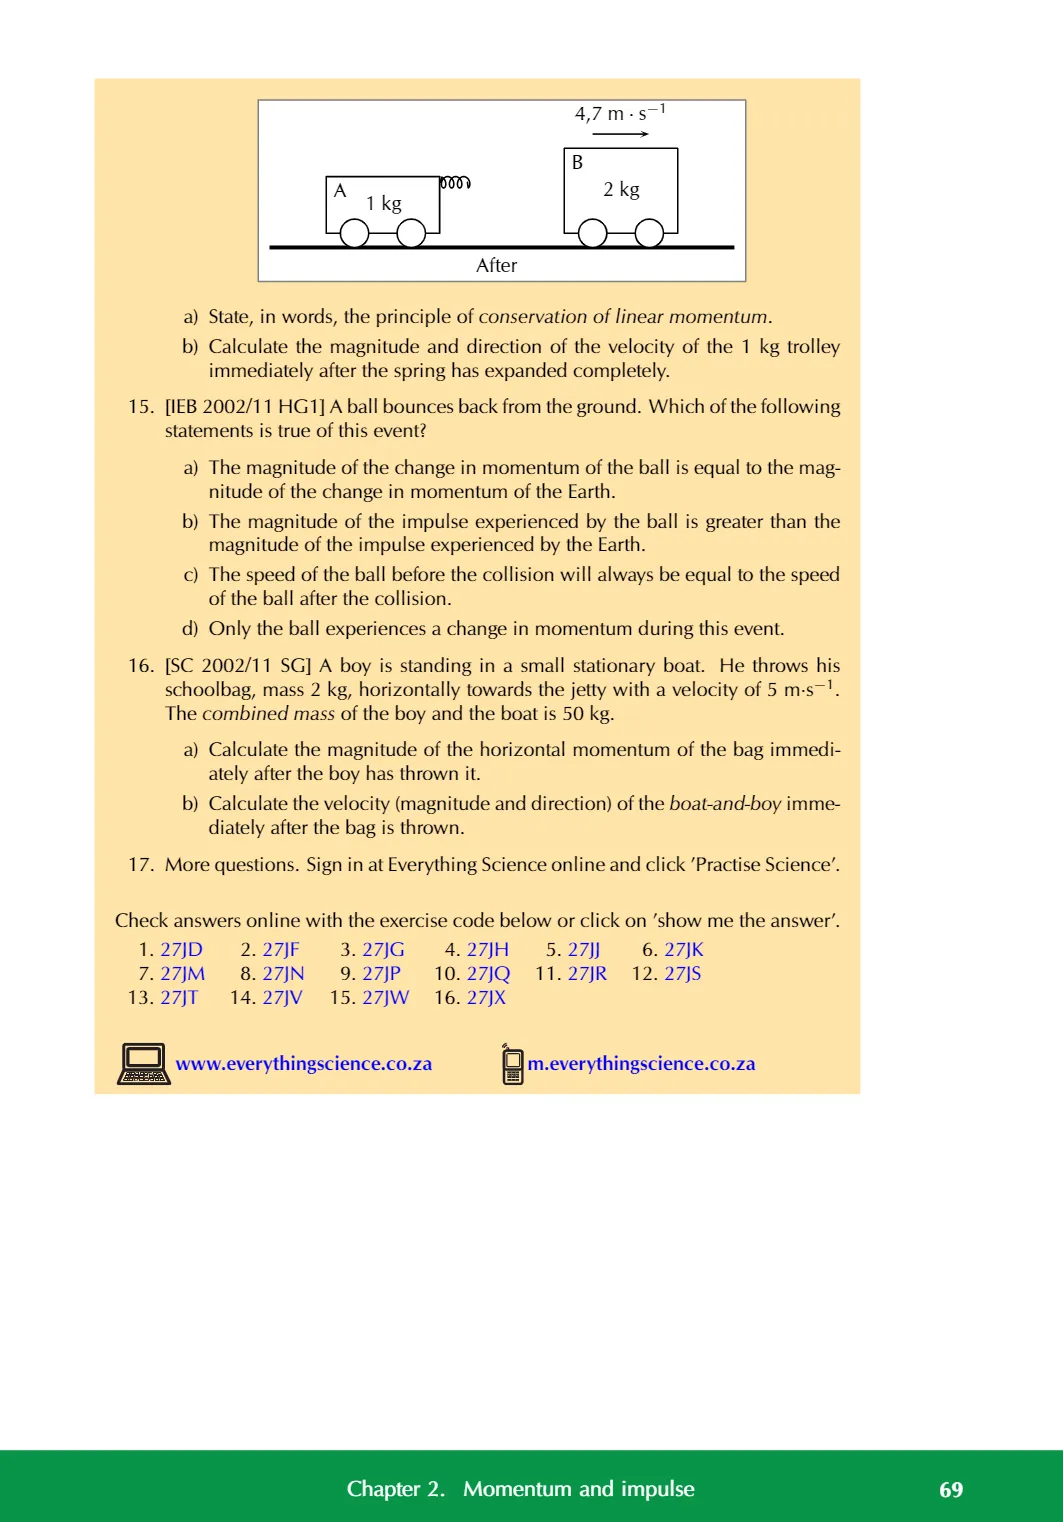 4,7 m · s−1
B
2 kg
A
1 kg
After
a) State, in words, the principle of conservation of linear momentum.
b) Calculate the magnitude and direction of the velocity of the 1 kg trolley
immediately after the spring has expanded completely.
15. [IEB 2002/11 HG1] A ball bounces back from the ground. Which of the following
statements is true of this event?
a) The magnitude of the change in momentum of the ball is equal to the mag-
nitude of the change in momentum of the Earth.
b) The magnitude of the impulse experienced by the ball is greater than the
magnitude of the impulse experienced by the Earth.
c) The speed of the ball before the collision will always be equal to the speed
of the ball after the collision.
d) Only the ball experiences a change in momentum during this event.
16. [SC 2002/11 SG] A boy is standing in a small stationary boat. He throws his
schoolbag, mass 2 kg, horizontally towards the jetty with a velocity of 5 m·s−1.
The combined mass of the boy and the boat is 50 kg.
a) Calculate the magnitude of the horizontal momentum of the bag immedi-
ately after the boy has thrown it.
b) Calculate the velocity (magnitude and direction) of the boat-and-boy imme-
diately after the bag is thrown.
17. More questions. Sign in at Everything Science online and click ’Practise Science’.
Check answers online with the exercise code below or click on ’show me the answer’.
1. 27JD 2. 27JF 3. 27JG 4. 27JH 5. 27JJ 6. 27JK
7. 27JM 8. 27JN 9. 27JP 10. 27JQ 11. 27JR 12. 27JS
13. 27JT 14. 27JV 15. 27JW 16. 27JX
www.everythingscience.co.za m.everythingscience.co.za
Chapter 2. Momentum and impulse 69